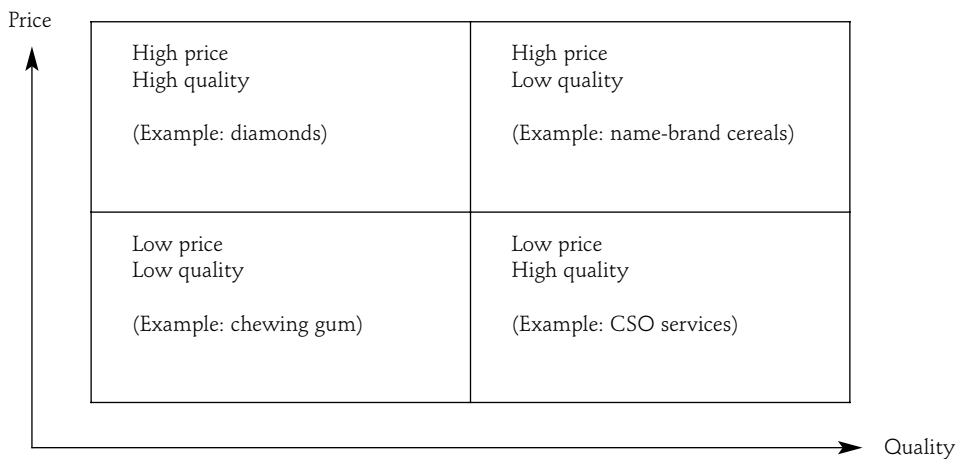 Price
High price
High quality
(Example: diamonds)
High price
Low quality
(Example: name-brand cereals)
Low price
Low quality
(Example: chewing gum)
Low price
High quality
(Example: CSO services)
Quality